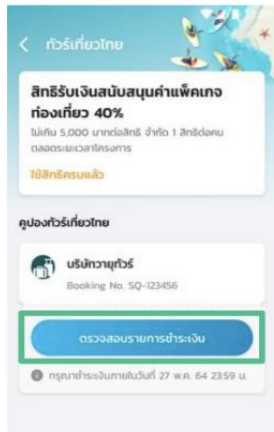 ทัวร์เที่ยวไทย
สิทธิรับเงินสนับสนุนค่าแพ็คเกจ
ท่องเที่ยว 40%
ไม่เกิน 5,000 บาทต่อสิทธิ จำกัด 1 สิทธิต่อคน
ตลอดระยะเวลาโครงการ
ใช้สิทธิครบแล้ว
คูปองทัวร์เที่ยวไทย
บริษัทวายุทัวร์
Booking No. SQ-123456
ตรวจสอบรายการชำระเงิน
กรุณาชำระเงินภายในวันที่ 27 พ.ค. 64 23:59 น.